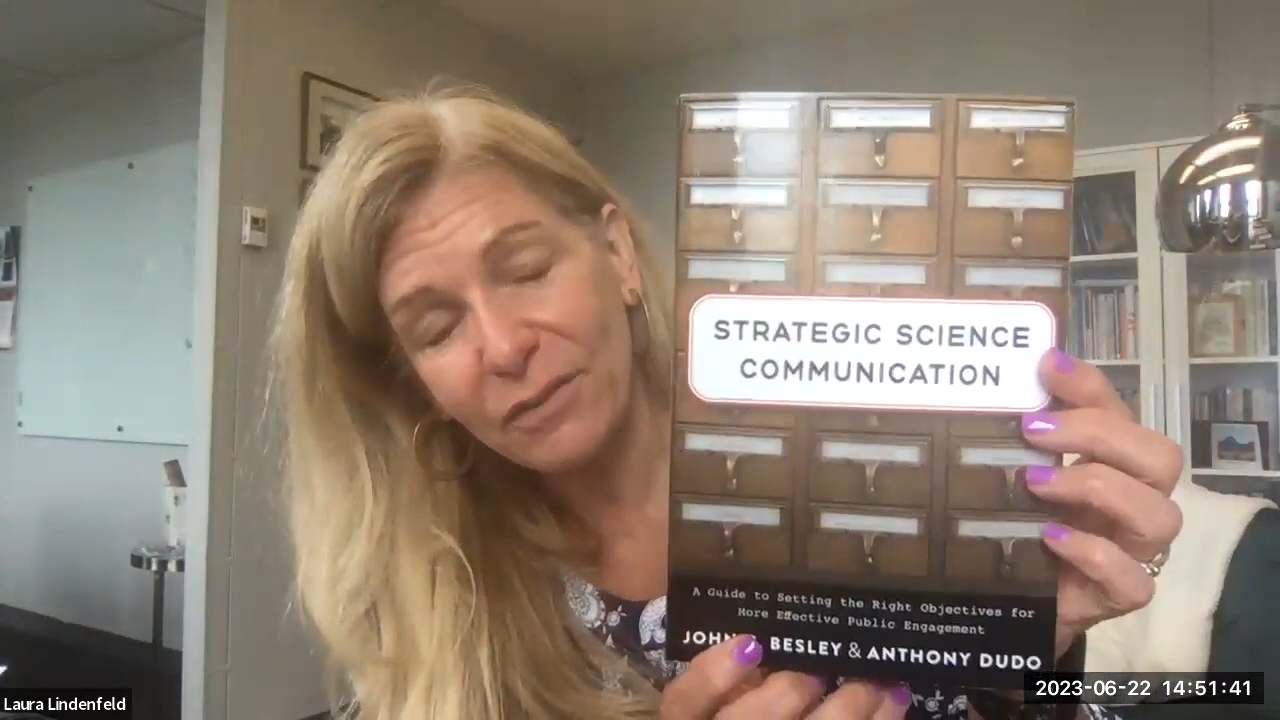 STRATEGIC SCIENCE
COMMUNICATION
A Guide to Setting the Right Objectives for
More Effective Public Engagement
JOHN BESLEY & ANTHONY DUDO
Laura Lindenfeld
2023-06-22 14:51:41